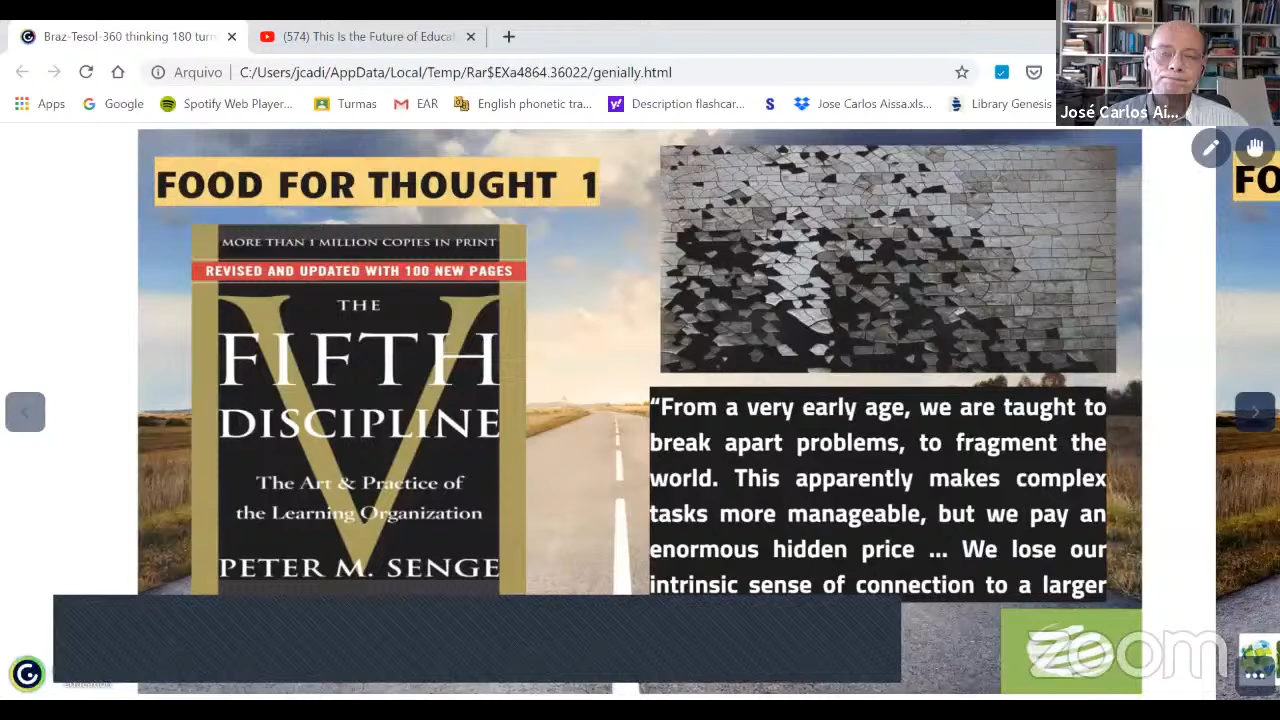 Braz-Tesol-360 thinking 180 turn
(574) This Is the Future of Educat
Arquivo
C:/Users/jcadi/AppData/Local/Temp/Rar$EXa4864.36022/genially.html
Apps
Google
Spotify Web Player...
Turmas
EAR
English phonetic tra...
Description flashcar...
S
Jose Carlos Aissa.xls...
Library Genesis
José Carlos Ai...
FOOD FOR THOUGHT 1
FO
MORE THAN 1 MILLION COPIES IN PRINT
REVISED AND UPDATED WITH 100 NEW PAGES
THE
FIFTH
DISCIPLINE
The Art & Practice of
the Learning Organization
PETER M. SENGE
“From a very early age, we are taught to
break apart problems, to fragment the
world. This apparently makes complex
tasks more manageable, but we pay an
enormous hidden price ... We lose our
intrinsic sense of connection to a larger
zoom